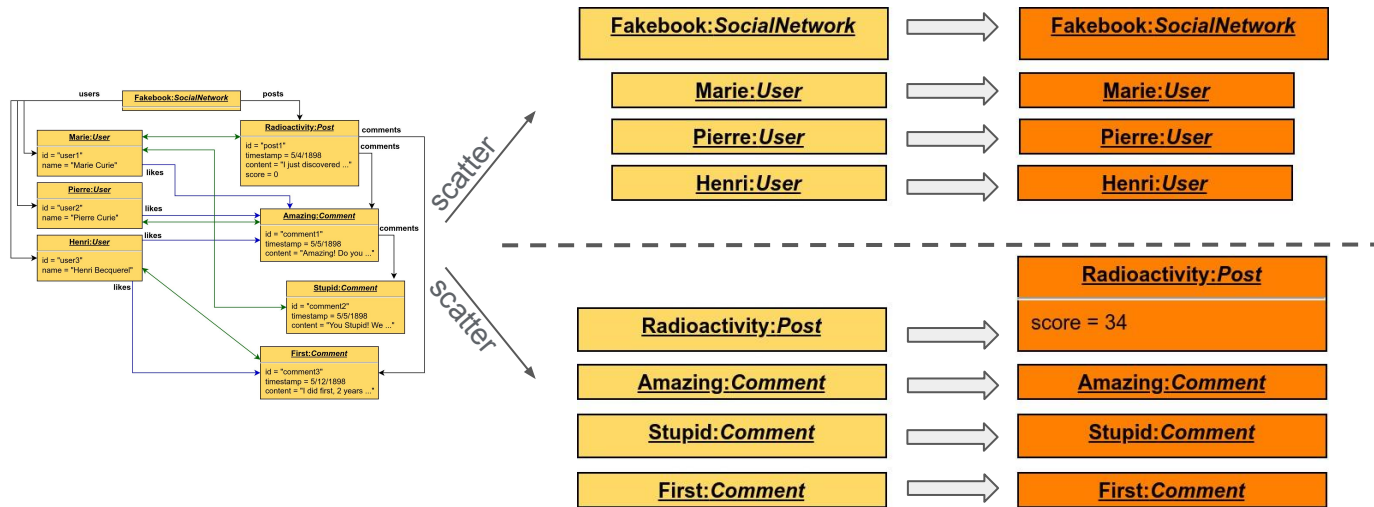 users
Fakebook:SocialNetwork
posts
Marie:User
id = "user1"
name = "Marie Curie"
likes
Pierre:User
id = "user2"
name = "Pierre Curie"
likes
Henri:User
id = "user3"
name = "Henri Becquerel"
likes
likes
Radioactivity:Post
id = "post1"
timestamp = 5/4/1898
content = "I just discovered ..."
score = 0
comments
comments
Amazing:Comment
id = "comment1"
timestamp = 5/5/1898
content = "Amazing! Do you ..."
comments
Stupid:Comment
id = "comment2"
timestamp = 5/5/1898
content = "You Stupid! We ..."
First:Comment
id = "comment3"
timestamp = 5/12/1898
content = "I did first, 2 years ..."
scatter
scatter
Fakebook:SocialNetwork
Fakebook:SocialNetwork
Marie:User
Marie:User
Pierre:User
Pierre:User
Henri:User
Henri:User
Radioactivity:Post
Radioactivity:Post
score = 34
Amazing:Comment
Amazing:Comment
Stupid:Comment
Stupid:Comment
First:Comment
First:Comment